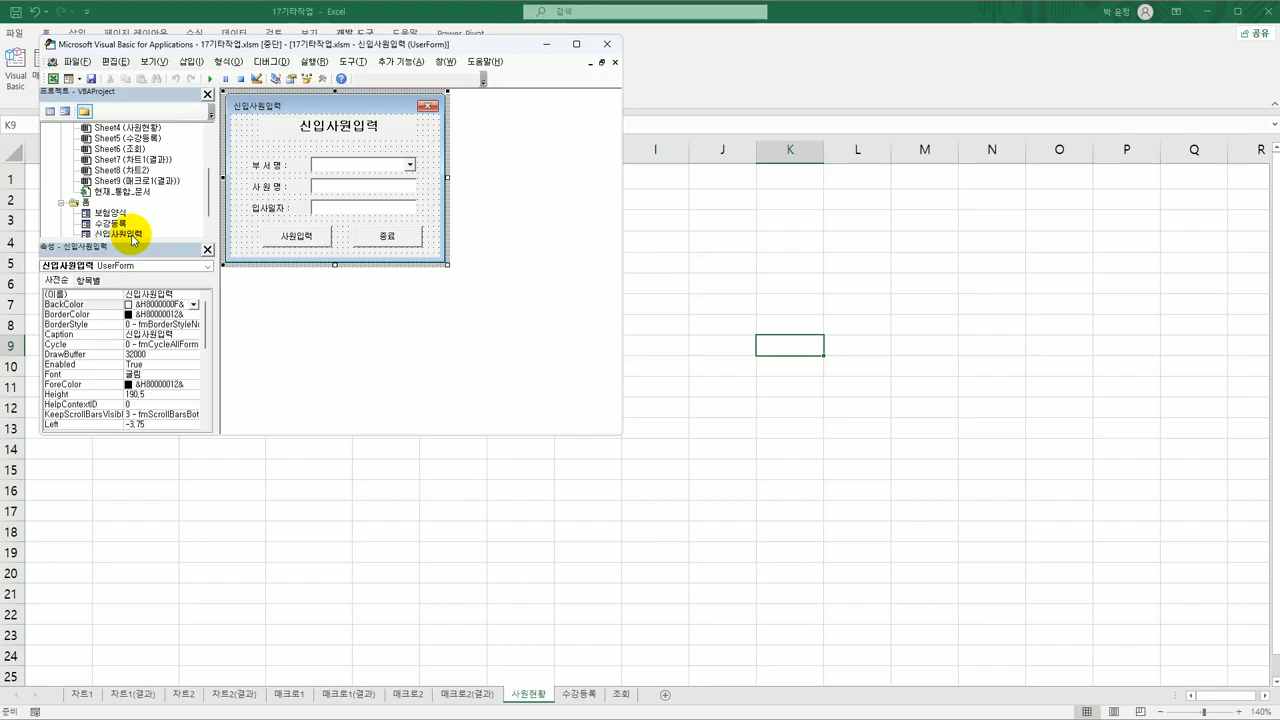 17기타작업.xlsm - Excel
검색
박 윤정
Power Pivot
공유
Microsoft Visual Basic for Applications - 17기타작업.xlsm [중단] - [17기타작업.xlsm - 신입사원입력 (UserForm)]
Visual
Basic
파일(F) 편집(E) 보기(V) 삽입(I) 형식(O) 디버그(D) 실행(R) 도구(T) 추가 기능(A) 창(W) 도움말(H)
프로젝트 - VBAProject
Sheet4 (사원현황)
Sheet5 (수강등록)
Sheet6 (조회)
Sheet7 (차트1(결과))
Sheet8 (차트2)
Sheet9 (매크로1(결과))
현재_통합_문서
폼
보험양식
수강등록
신입사원입력
속성 - 신입사원입력
신입사원입력 UserForm
사전순 항목별
(이름) 신입사원입력
BackColor &H8000000F&
BorderColor &H80000012&
BorderStyle 0 - fmBorderStyleN
Caption 신입사원입력
Cycle 0 - fmCycleAllForm
DrawBuffer 32000
Enabled True
Font 굴림
ForeColor &H80000012&
Height 190,5
HelpContextID 0
KeepScrollBarsVisibl 3 - fmScrollBarsBot
Left -3,75
신입사원입력
신입사원입력
부 서 명 :
사 원 명 :
입사일자 :
사원입력 종료
K9
I J K L M N O P Q R
1
2
3
4
5
6
7
8
9
10
11
12
13
14
15
16
17
18
19
20
21
22
23
24
25
차트1 차트1(결과) 차트2 차트2(결과) 매크로1 매크로1(결과) 매크로2 매크로2(결과) 사원현황 수강등록 조회
준비
140%